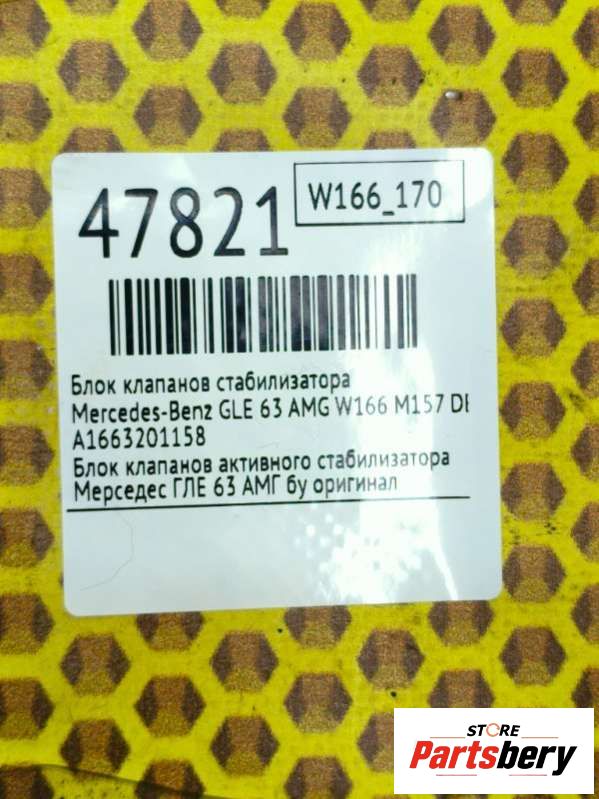 47821
W166_170
Блок клапанов стабилизатора
Mercedes-Benz GLE 63 AMG W166 M157 DE
A1663201158
Блок клапанов активного стабилизатора
Мерседес ГЛЕ 63 АМГ бу оригинал
STORE
Partsbery